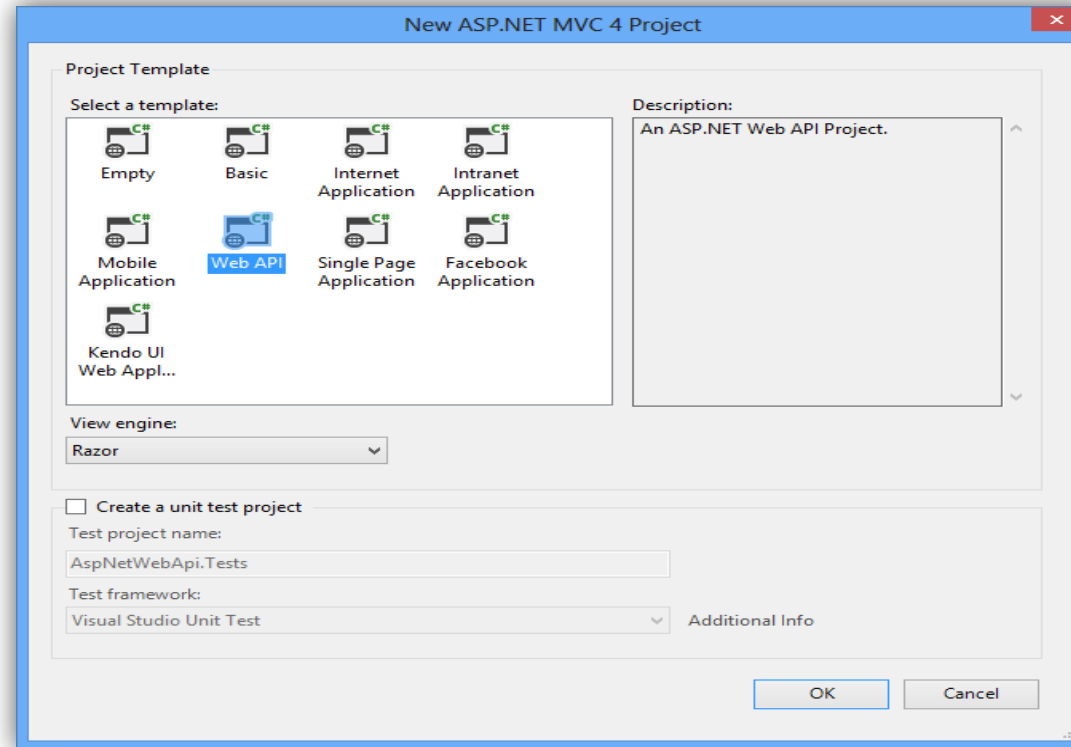 New ASP.NET MVC 4 Project
Project Template
Select a template:
Description:
C# C# C# C#
Empty Basic Internet Application Intranet Application
An ASP.NET Web API Project.
C# C# C# C#
Mobile Application Web API Single Page Application Facebook Application
C#
Kendo UI
Web Appl...
View engine:
Razor
Create a unit test project
Test project name:
AspNetWebApi.Tests
Test framework:
Visual Studio Unit Test
Additional Info
OK
Cancel